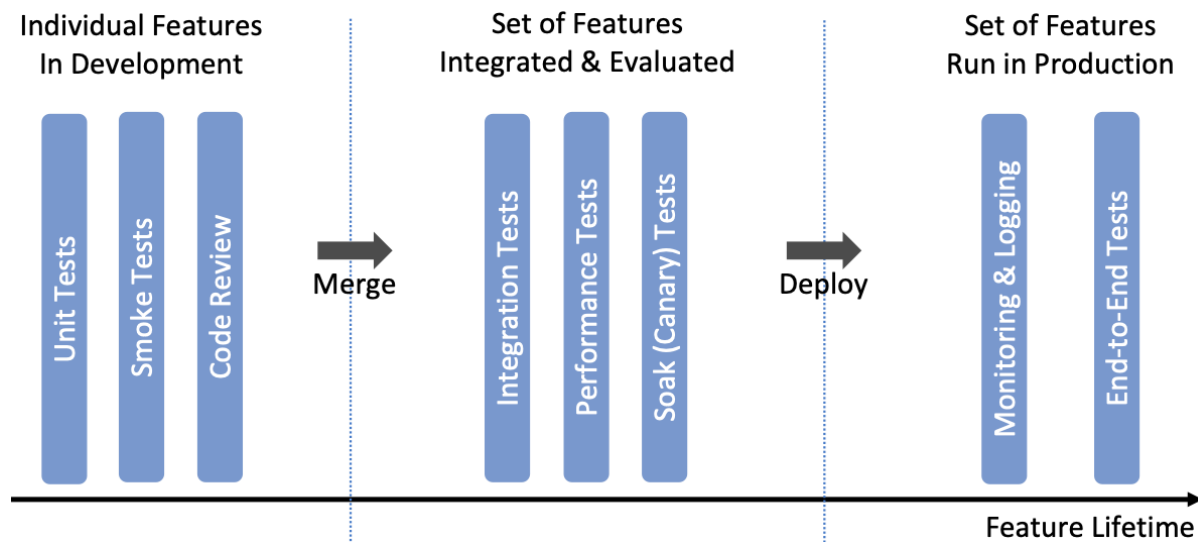 Individual Features
In Development
Set of Features
Integrated & Evaluated
Set of Features
Run in Production
Unit Tests
Smoke Tests
Code Review
Merge
Integration Tests
Performance Tests
Soak (Canary) Tests
Deploy
Monitoring & Logging
End-to-End Tests
Feature Lifetime